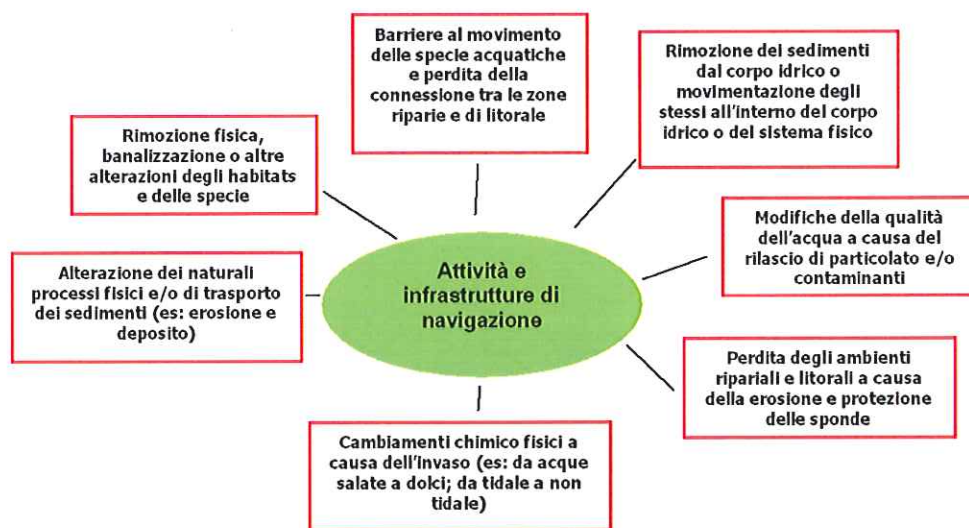 Barriere al movimento
delle specie acquatiche
e perdita della
connessione tra le zone
riparie e di litorale
Rimozione dei sedimenti
dal corpo idrico o
movimentazione degli
stessi all'interno del corpo
idrico o del sistema fisico
Rimozione fisica,
banalizzazione o altre
alterazioni degli habitats
e delle specie
Modifiche della qualità
dell'acqua a causa del
rilascio di particolato e/o
contaminanti
Attività e
infrastrutture di
navigazione
Alterazione dei naturali
processi fisici e/o di trasporto
dei sedimenti (es: erosione e
deposito)
Perdita degli ambienti
ripariali e litorali a causa
della erosione e protezione
delle sponde
Cambiamenti chimico fisici a
causa dell'invaso (es: da acque
salate a dolci; da tidale a non
tidale)